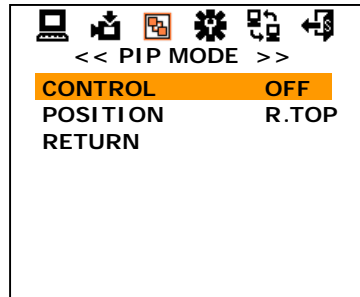 << PIP MODE >>
CONTROL OFF
POSITION R.TOP
RETURN